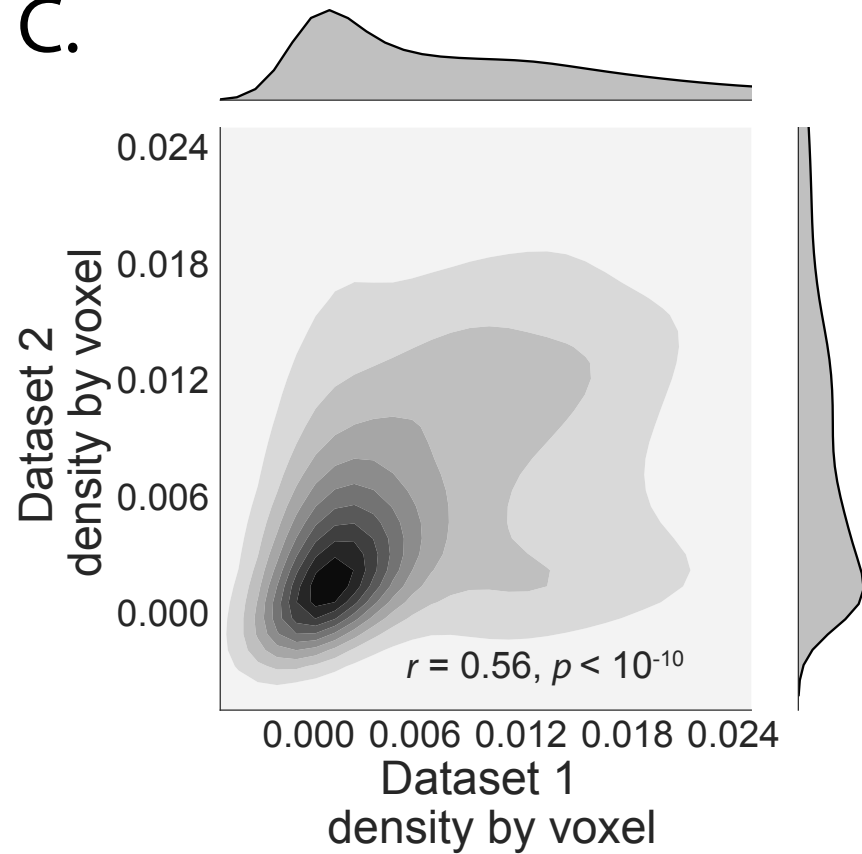 C.
0.024
0.018
0.012
0.006
0.000
Dataset 2
density by voxel
r = 0.56, p < 10⁻¹⁰
0.000 0.006 0.012 0.018 0.024
Dataset 1
density by voxel